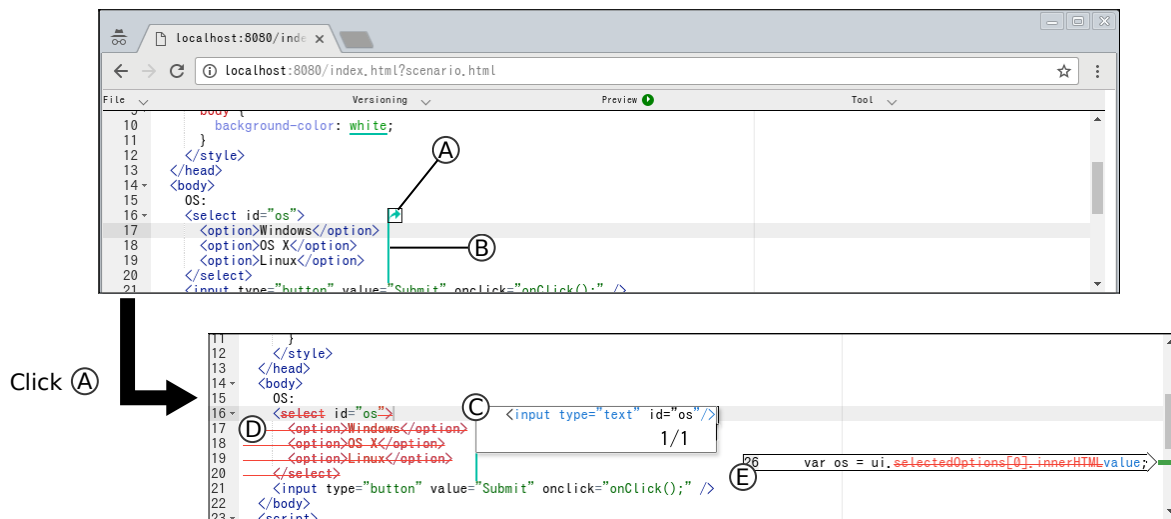 localhost:8080/inde x
localhost:8080/index.html?scenario.html
File Versioning Preview Tool
9 body {
10 background-color: white;
11 }
12 </style>
13 </head>
14 <body>
15 OS:
16 <select id="os">
17 <option>Windows</option>
18 <option>OS X</option>
19 <option>Linux</option>
20 </select>
21 <input type="button" value="Submit" onclick="onClick();" />
A
B
Click A
11 }
12 </style>
13 </head>
14 <body>
15 OS:
16 <select id="os">
17 <option>Windows</option>
18 <option>OS X</option>
19 <option>Linux</option>
20 </select>
21 <input type="button" value="Submit" onclick="onClick();" />
22 </body>
23 <script>
C
<input type="text" id="os"/>
1/1
D
E
26 var os = ui.selectedOptions[0].innerHTMLvalue;